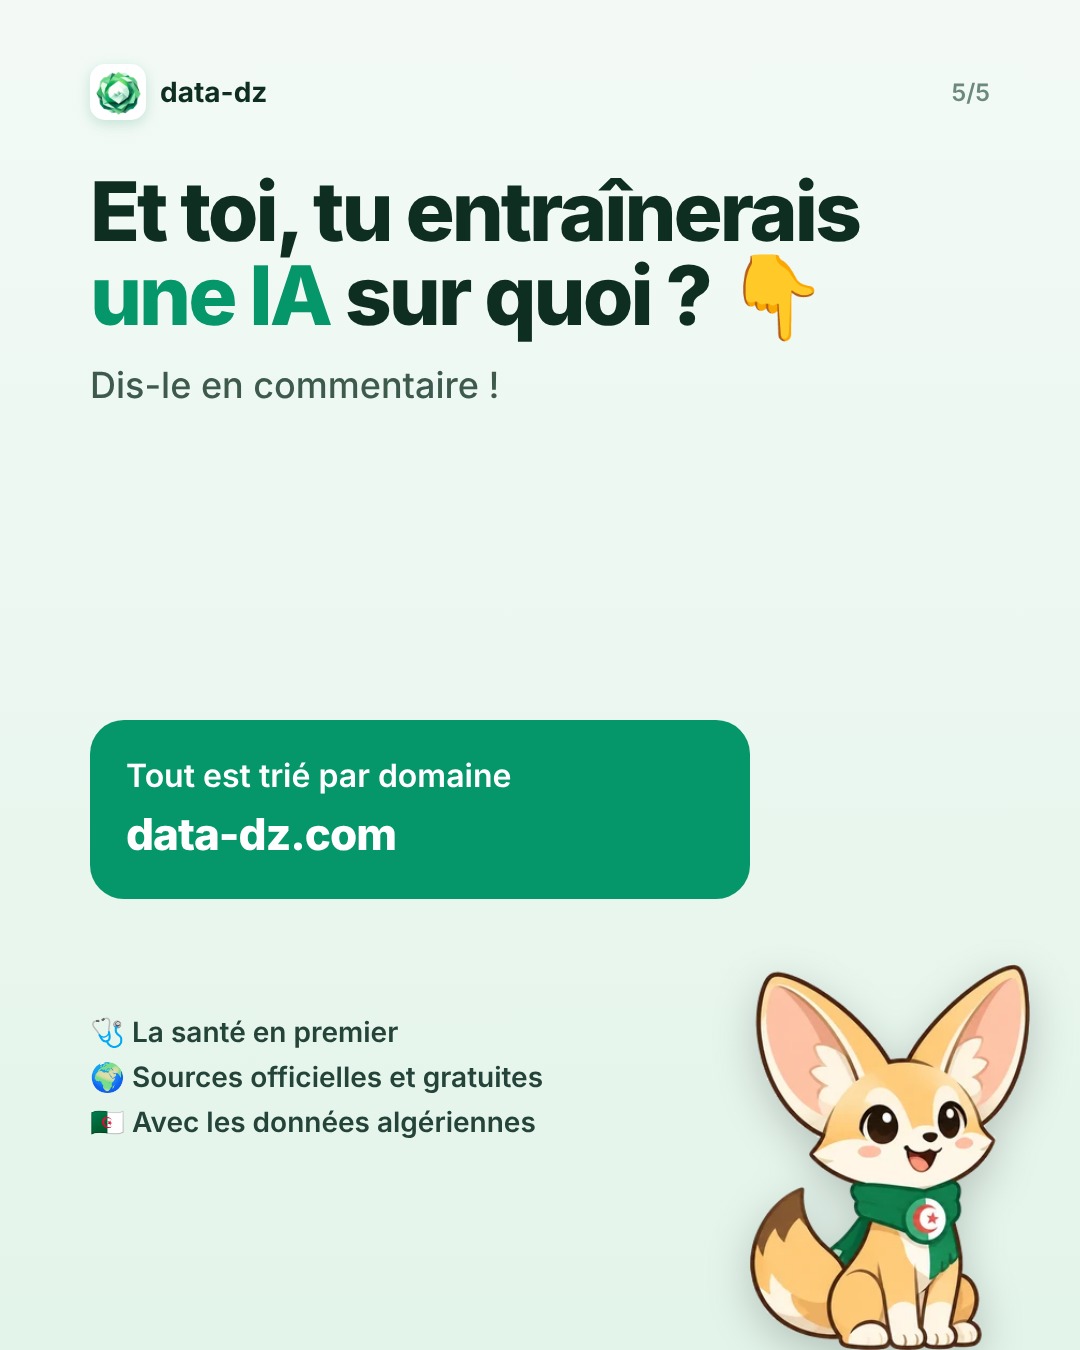 data-dz
5/5
Et toi, tu entraînerais
une IA sur quoi ? 👇
Dis-le en commentaire !
Tout est trié par domaine
data-dz.com
🩺 La santé en premier
🌍 Sources officielles et gratuites
🇩🇿 Avec les données algériennes